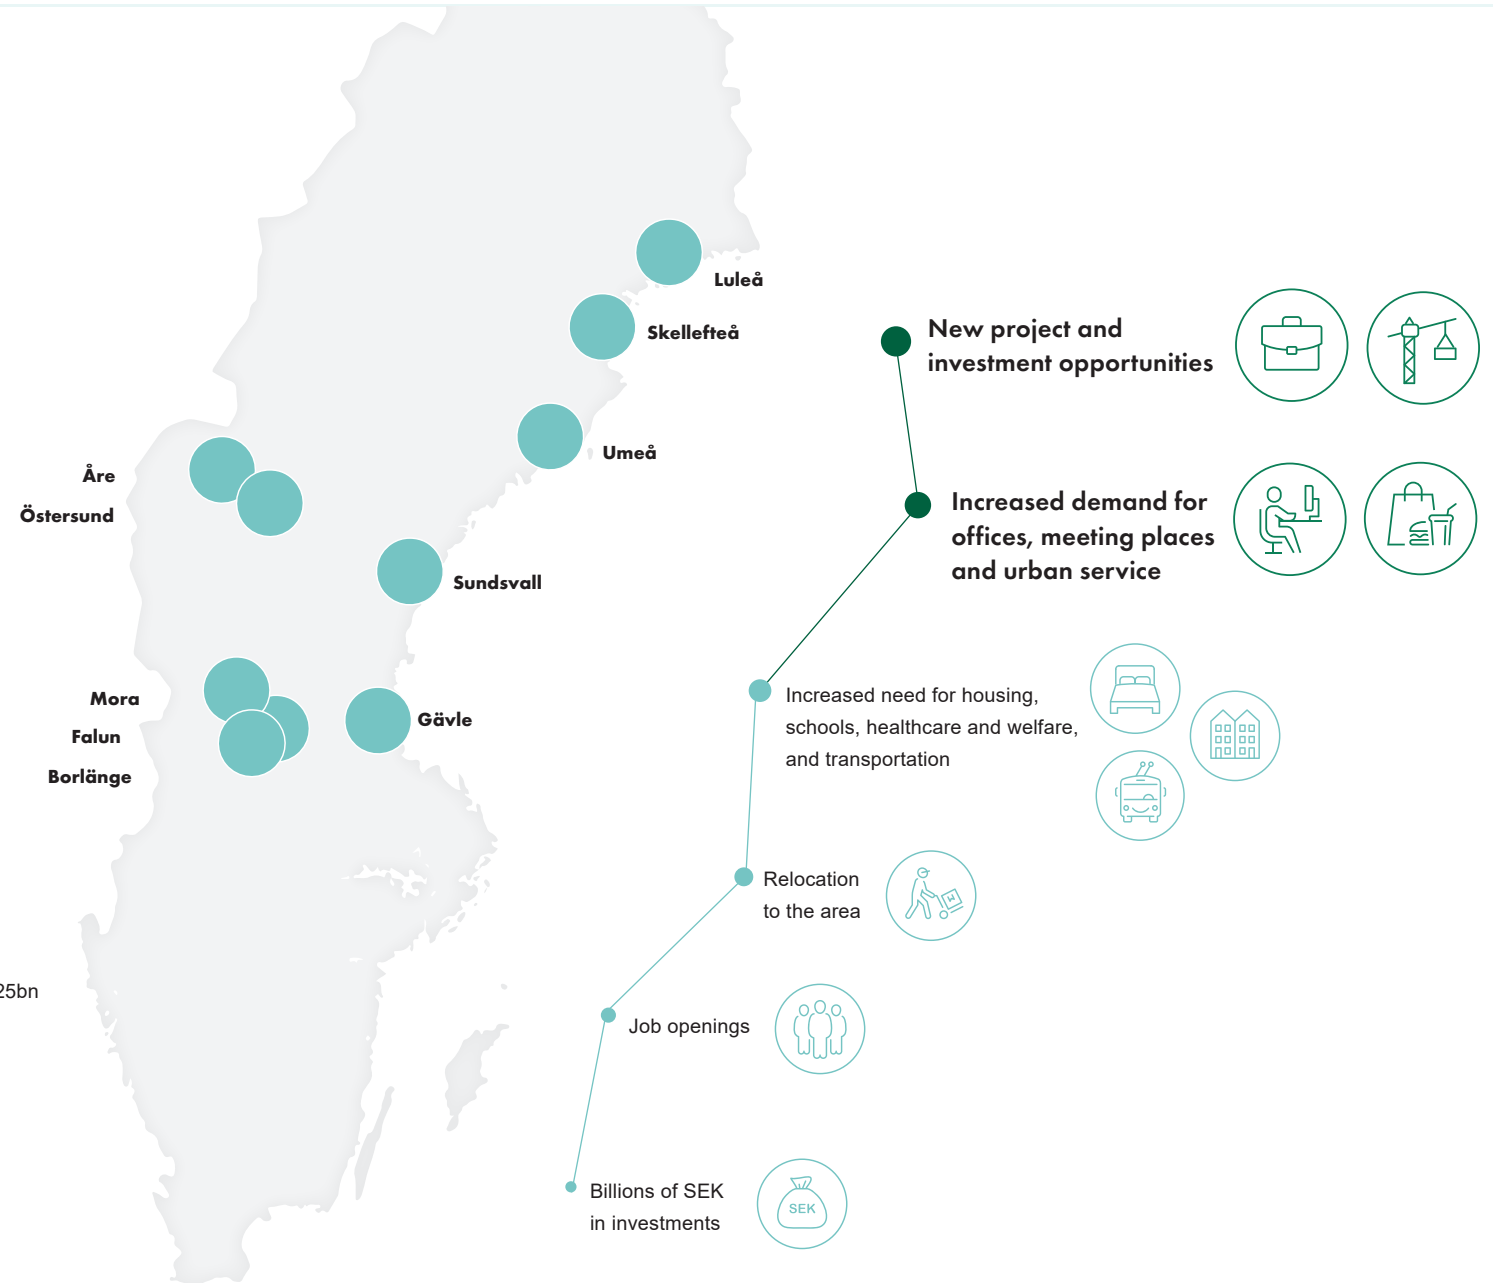 Luleå
Skellefteå
Umeå
Åre
Östersund
Sundsvall
Mora
Falun
Borlänge
Gävle
25bn
New project and
investment opportunities
Increased demand for
offices, meeting places
and urban service
Increased need for housing,
schools, healthcare and welfare,
and transportation
Relocation
to the area
Job openings
Billions of SEK
in investments
SEK